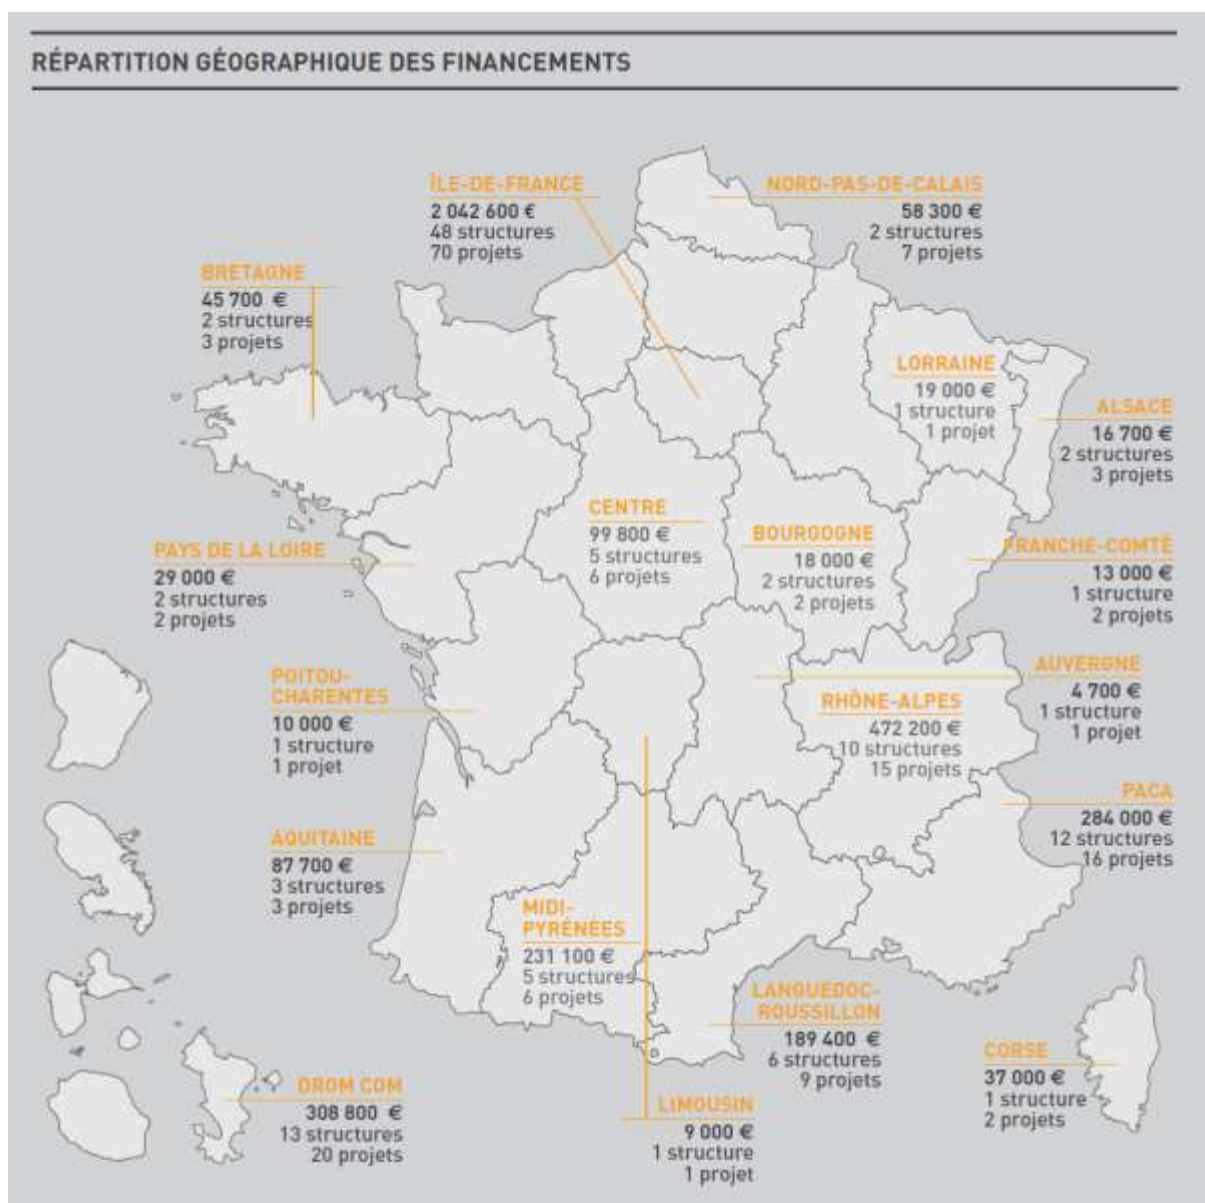 RÉPARTITION GÉOGRAPHIQUE DES FINANCEMENTS
ÎLE-DE-FRANCE
2 042 600 €
48 structures
70 projets
NORD-PAS-DE-CALAIS
58 300 €
2 structures
7 projets
BRETAGNE
45 700 €
2 structures
3 projets
LORRAINE
19 000 €
1 structure
1 projet
ALSACE
16 700 €
2 structures
3 projets
CENTRE
99 800 €
5 structures
6 projets
BOURGOGNE
18 000 €
2 structures
2 projets
FRANCHE-COMTÉ
13 000 €
1 structure
2 projets
PAYS DE LA LOIRE
29 000 €
2 structures
2 projets
POITOU-
CHARENTES
10 000 €
1 structure
1 projet
AUVERGNE
4 700 €
1 structure
1 projet
RHÔNE-ALPES
472 200 €
10 structures
15 projets
PACA
284 000 €
12 structures
16 projets
AQUITAINE
87 700 €
3 structures
3 projets
MIDI-
PYRÉNÉES
231 100 €
5 structures
6 projets
LANGUEDOC-
ROUSSILLON
189 400 €
6 structures
9 projets
CORSE
37 000 €
1 structure
2 projets
DROM COM
308 800 €
13 structures
20 projets
LIMOUSIN
9 000 €
1 structure
1 projet